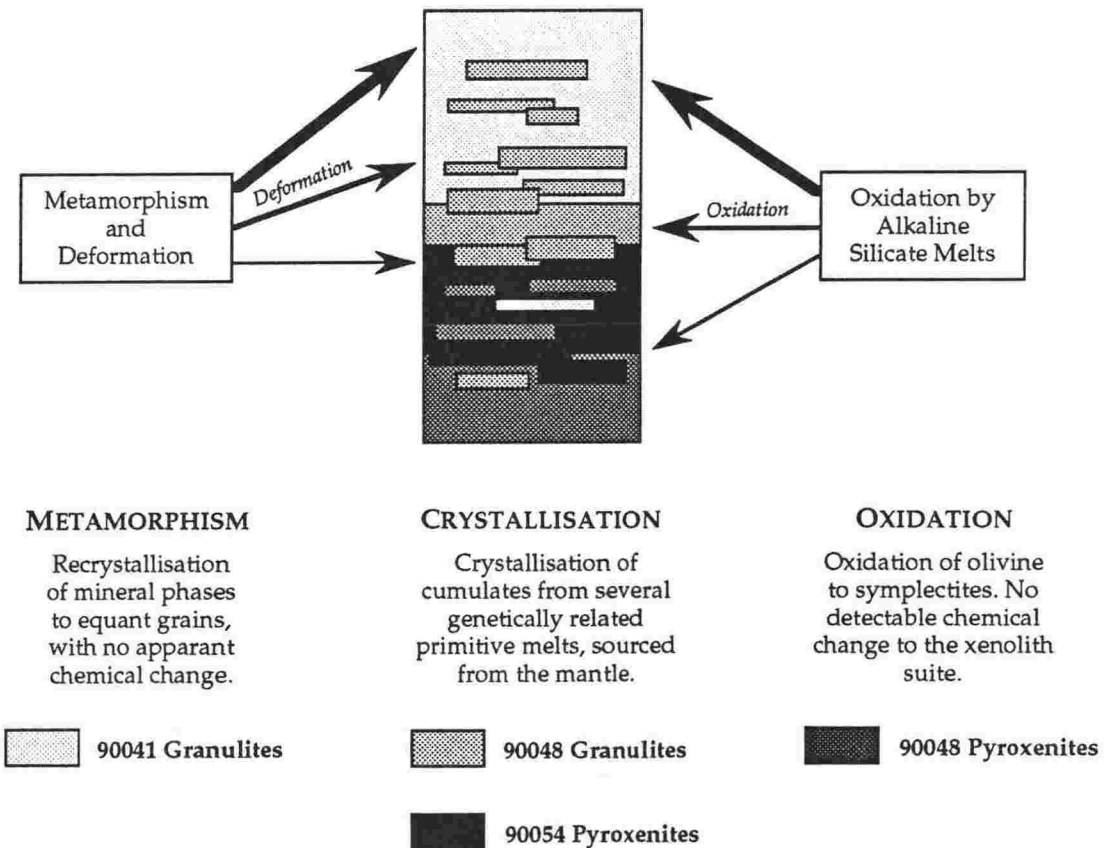 Metamorphism
and
Deformation
Deformation
Oxidation
Oxidation by
Alkaline
Silicate Melts
METAMORPHISM
Recrystallisation
of mineral phases
to equant grains,
with no apparant
chemical change.
CRYSTALLISATION
Crystallisation of
cumulates from several
genetically related
primitive melts, sourced
from the mantle.
OXIDATION
Oxidation of olivine
to symplectites. No
detectable chemical
change to the xenolith
suite.
90041 Granulites
90048 Granulites
90048 Pyroxenites
90054 Pyroxenites